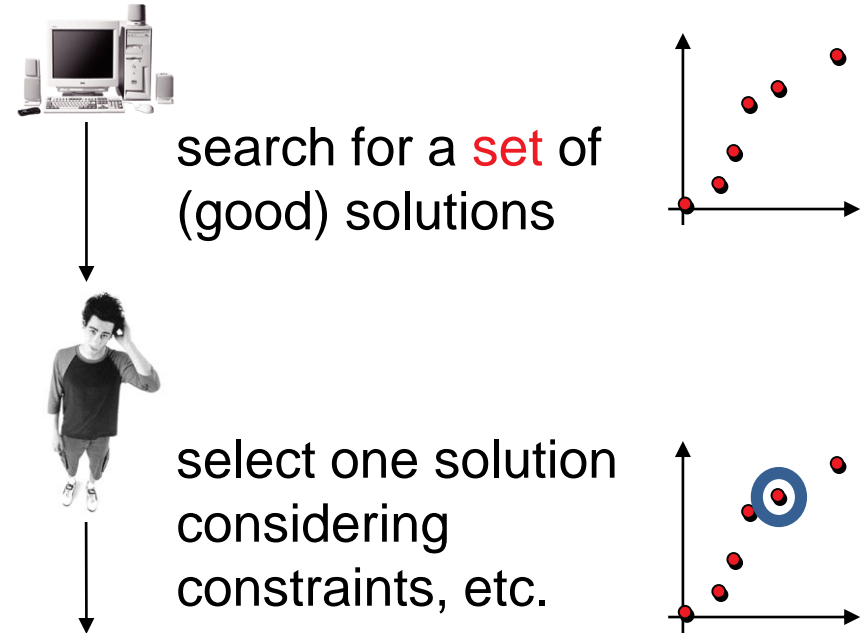 search for a set of
(good) solutions
select one solution
considering
constraints, etc.